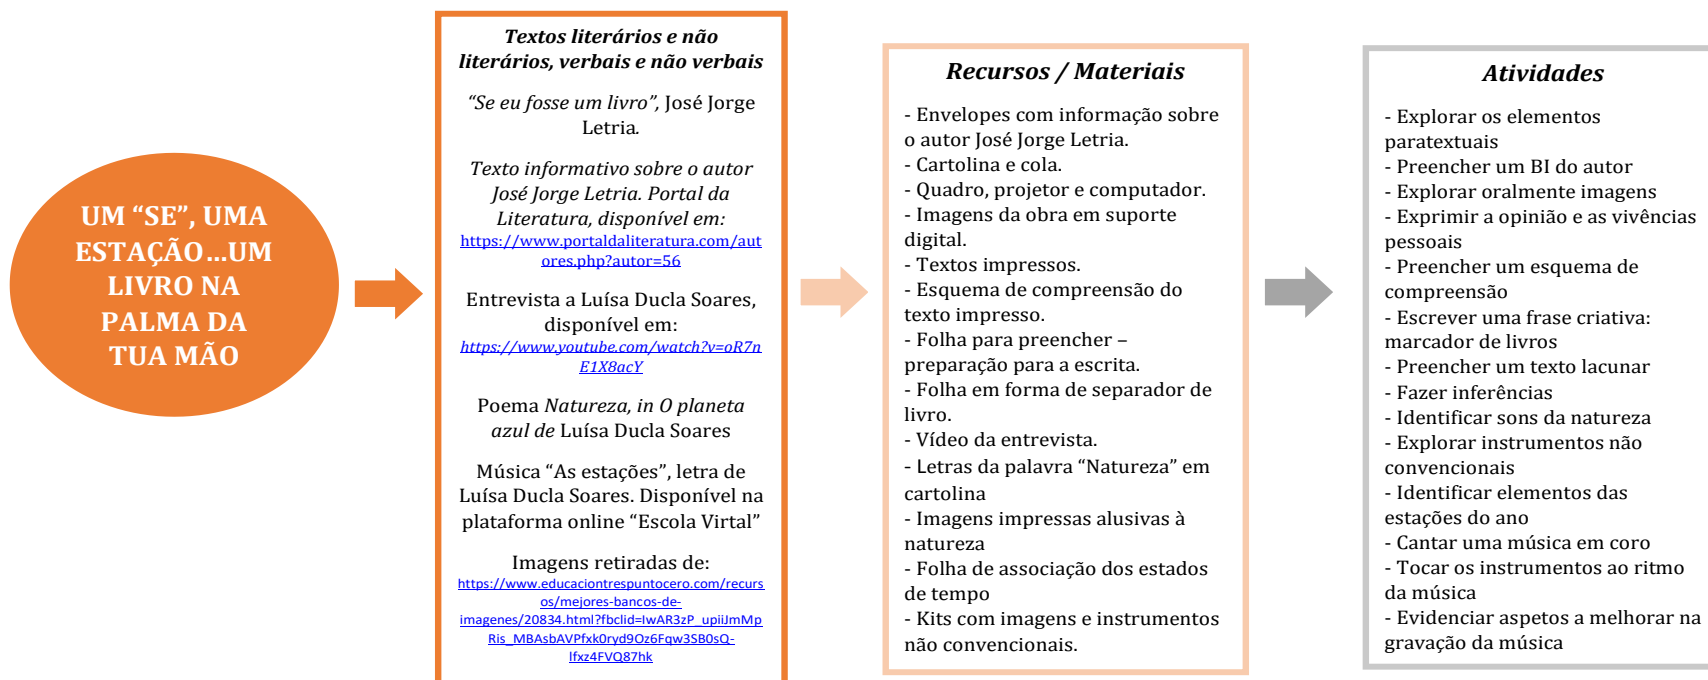 UM “SE”, UMA
ESTAÇÃO...UM
LIVRO NA
PALMA DA
TUA MÃO
Textos literários e não
literários, verbais e não verbais
“Se eu fosse um livro”, José Jorge
Letria.
Texto informativo sobre o autor
José Jorge Letria. Portal da
Literatura, disponível em:
https://www.portaldaliteratura.com/aut
ores.php?autor=56
Entrevista a Luísa Ducla Soares,
disponível em:
https://www.youtube.com/watch?v=oR7n
E1X8acY
Poema Natureza, in O planeta
azul de Luísa Ducla Soares
Música “As estações”, letra de
Luísa Ducla Soares. Disponível na
plataforma online “Escola Virtal”
Imagens retiradas de:
https://www.educaciontrespuntocero.com/recurs
os/mejores-bancos-de-
imagenes/20834.html?fbclid=IwAR3zP_upiiJmMp
Ris_MBAsbAVPfxk0ryd9Oz6Fqw3SB0sQ-
lfxz4FVQ87hk
Recursos / Materiais
- Envelopes com informação sobre
o autor José Jorge Letria.
- Cartolina e cola.
- Quadro, projetor e computador.
- Imagens da obra em suporte
digital.
- Textos impressos.
- Esquema de compreensão do
texto impresso.
- Folha para preencher –
preparação para a escrita.
- Folha em forma de separador de
livro.
- Vídeo da entrevista.
- Letras da palavra “Natureza” em
cartolina
- Imagens impressas alusivas à
natureza
- Folha de associação dos estados
de tempo
- Kits com imagens e instrumentos
não convencionais.
Atividades
- Explorar os elementos
paratextuais
- Preencher um BI do autor
- Explorar oralmente imagens
- Exprimir a opinião e as vivências
pessoais
- Preencher um esquema de
compreensão
- Escrever uma frase criativa:
marcador de livros
- Preencher um texto lacunar
- Fazer inferências
- Identificar sons da natureza
- Explorar instrumentos não
convencionais
- Identificar elementos das
estações do ano
- Cantar uma música em coro
- Tocar os instrumentos ao ritmo
da música
- Evidenciar aspetos a melhorar na
gravação da música